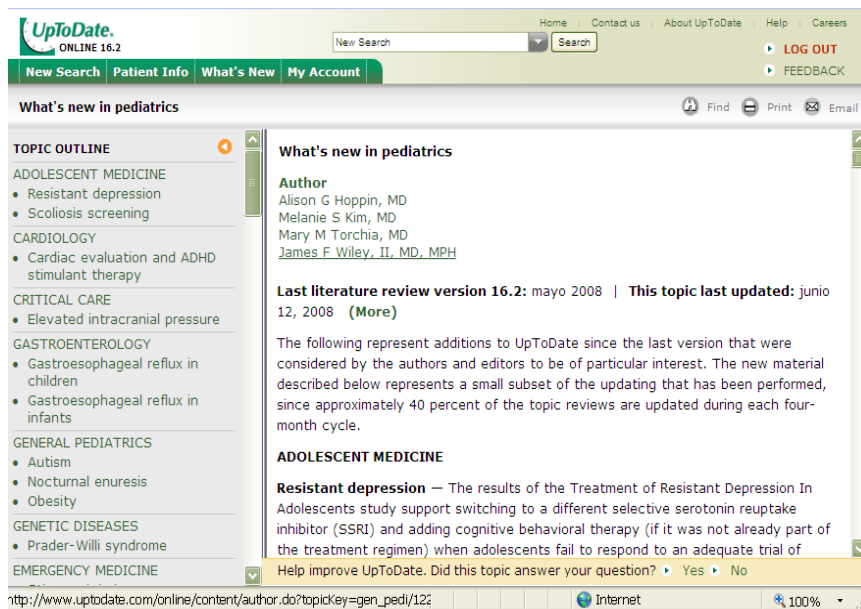 UpToDate.
ONLINE 16.2
Home | Contact us | About UpToDate | Help | Careers
New Search
Search
LOG OUT
FEEDBACK
New Search Patient Info What's New My Account
What's new in pediatrics
Find Print Email
TOPIC OUTLINE
ADOLESCENT MEDICINE
• Resistant depression
• Scoliosis screening
CARDIOLOGY
• Cardiac evaluation and ADHD
stimulant therapy
CRITICAL CARE
• Elevated intracranial pressure
GASTROENTEROLOGY
• Gastroesophageal reflux in
children
• Gastroesophageal reflux in
infants
GENERAL PEDIATRICS
• Autism
• Nocturnal enuresis
• Obesity
GENETIC DISEASES
• Prader-Willi syndrome
EMERGENCY MEDICINE
What's new in pediatrics
Author
Alison G Hoppin, MD
Melanie S Kim, MD
Mary M Torchia, MD
James F Wiley, II, MD, MPH
Last literature review version 16.2: mayo 2008 | This topic last updated: junio
12, 2008 (More)
The following represent additions to UpToDate since the last version that were
considered by the authors and editors to be of particular interest. The new material
described below represents a small subset of the updating that has been performed,
since approximately 40 percent of the topic reviews are updated during each four-
month cycle.
ADOLESCENT MEDICINE
Resistant depression — The results of the Treatment of Resistant Depression In
Adolescents study support switching to a different selective serotonin reuptake
inhibitor (SSRI) and adding cognitive behavioral therapy (if it was not already part of
the treatment regimen) when adolescents fail to respond to an adequate trial of
Help improve UpToDate. Did this topic answer your question? Yes No
http://www.uptodate.com/online/content/author.do?topicKey=gen_pedi/122
Internet
100%